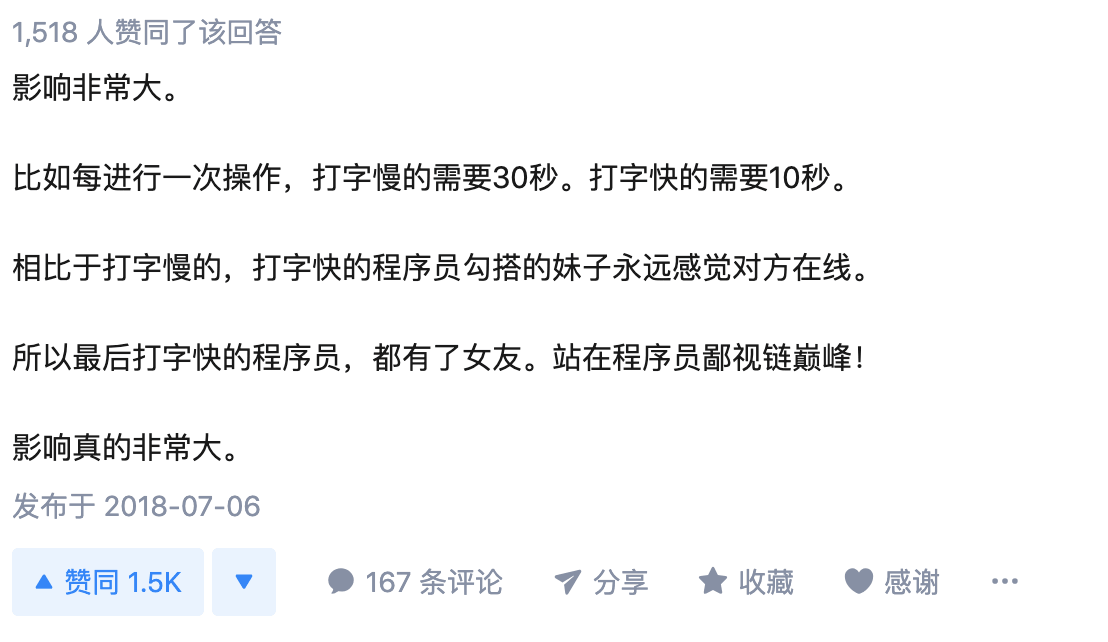 1,518 人赞同了该回答
影响非常大。
比如每进行一次操作，打字慢的需要30秒。打字快的需要10秒。
相比于打字慢的，打字快的程序员勾搭的妹子永远感觉对方在线。
所以最后打字快的程序员，都有了女友。站在程序员鄙视链巅峰！
影响真的非常大。
发布于 2018-07-06
赞同 1.5K 167 条评论 分享 收藏 感谢